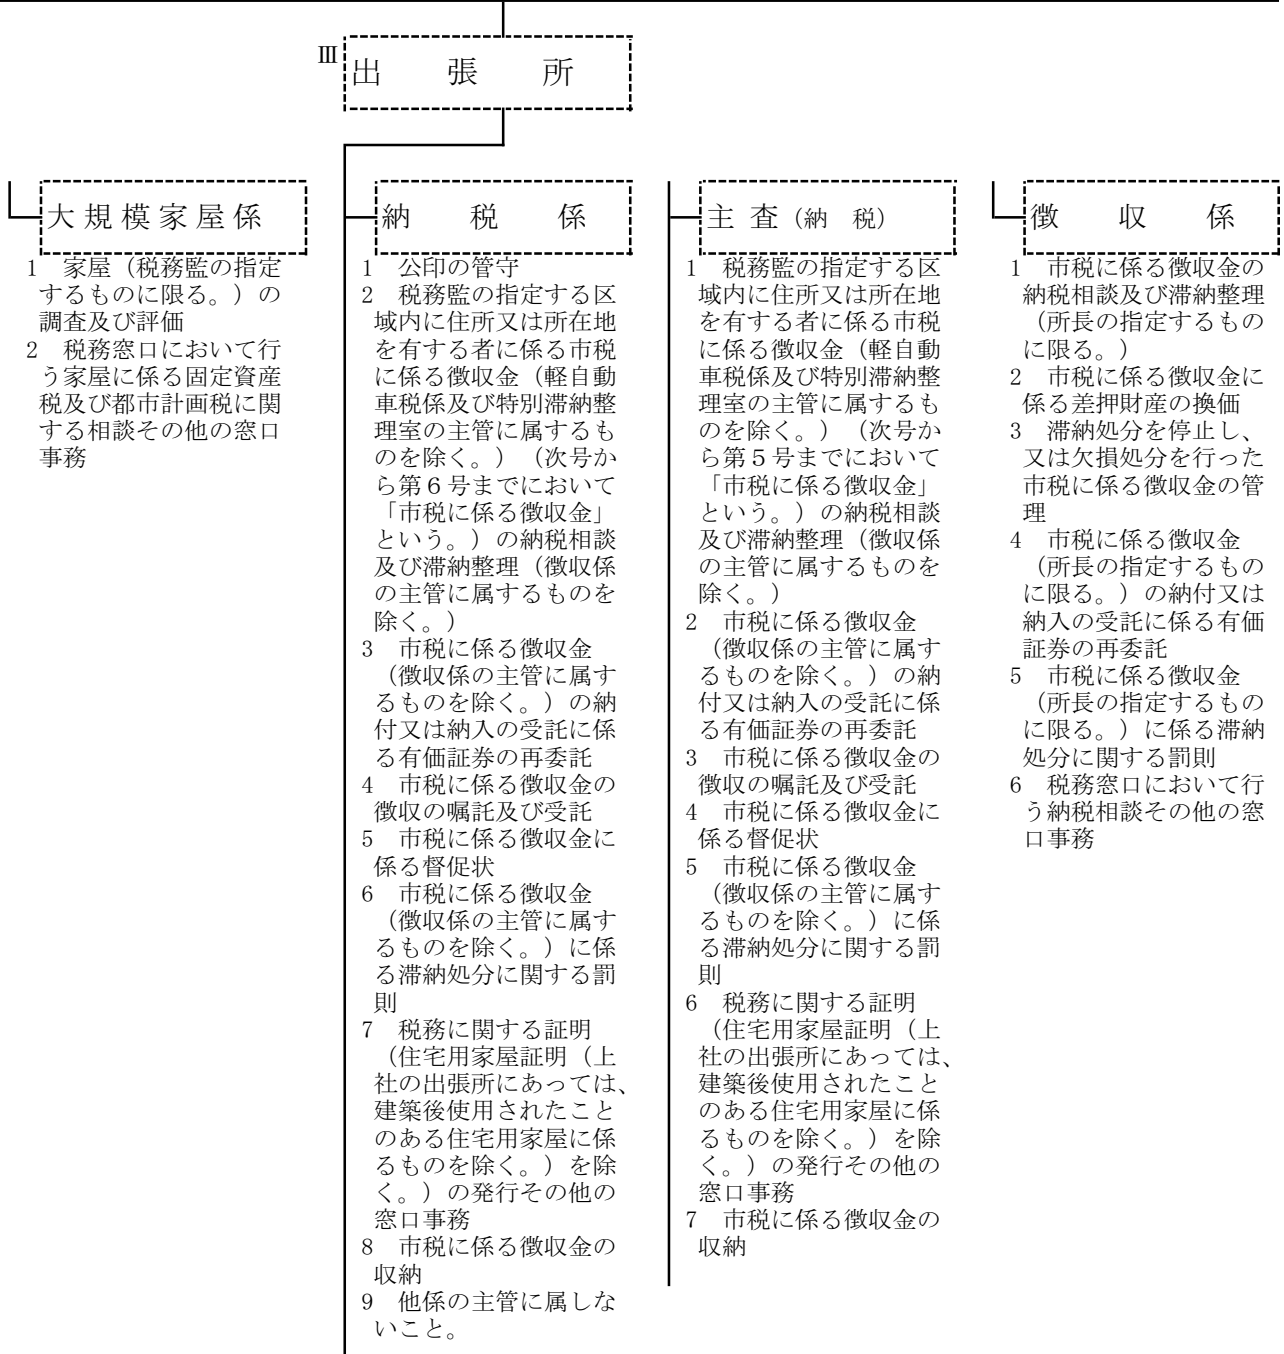 Ⅲ
出張所
大規模家屋係
1　家屋（税務監の指定
するものに限る。）の
調査及び評価
2　税務窓口において行
う家屋に係る固定資産
税及び都市計画税に関
する相談その他の窓口
事務
納税係
1　公印の管守
2　税務監の指定する区
域内に住所又は所在地
を有する者に係る市税
に係る徴収金（軽自動
車税係及び特別滞納整
理室の主管に属するも
のを除く。）（次号か
ら第６号までにおいて
「市税に係る徴収金」
という。）の納税相談
及び滞納整理（徴収係
の主管に属するものを
除く。）
3　市税に係る徴収金
（徴収係の主管に属す
るものを除く。）の納
付又は納入の受託に係
る有価証券の再委託
4　市税に係る徴収金の
徴収の嘱託及び受託
5　市税に係る徴収金に
係る督促状
6　市税に係る徴収金
（徴収係の主管に属す
るものを除く。）に係
る滞納処分に関する罰
則
7　税務に関する証明
（住宅用家屋証明（上
社の出張所にあっては、
建築後使用されたこと
のある住宅用家屋に係
るものを除く。）を除
く。）の発行その他の
窓口事務
8　市税に係る徴収金の
収納
9　他係の主管に属しな
いこと。
主査（納　税）
1　税務監の指定する区
域内に住所又は所在地
を有する者に係る市税
に係る徴収金（軽自動
車税係及び特別滞納整
理室の主管に属するも
のを除く。）（次号か
ら第５号までにおいて
「市税に係る徴収金」
という。）の納税相談
及び滞納整理（徴収係
の主管に属するものを
除く。）
2　市税に係る徴収金
（徴収係の主管に属す
るものを除く。）の納
付又は納入の受託に係
る有価証券の再委託
3　市税に係る徴収金の
徴収の嘱託及び受託
4　市税に係る徴収金に
係る督促状
5　市税に係る徴収金
（徴収係の主管に属す
るものを除く。）に係
る滞納処分に関する罰
則
6　税務に関する証明
（住宅用家屋証明（上
社の出張所にあっては、
建築後使用されたこと
のある住宅用家屋に係
るものを除く。）を除
く。）の発行その他の
窓口事務
7　市税に係る徴収金の
収納
徴収係
1　市税に係る徴収金の
納税相談及び滞納整理
（所長の指定するもの
に限る。）
2　市税に係る徴収金に
係る差押財産の換価
3　滞納処分を停止し、
又は欠損処分を行った
市税に係る徴収金の管
理
4　市税に係る徴収金
（所長の指定するもの
に限る。）の納付又は
納入の受託に係る有価
証券の再委託
5　市税に係る徴収金
（所長の指定するもの
に限る。）に係る滞納
処分に関する罰則
6　税務窓口において行
う納税相談その他の窓
口事務